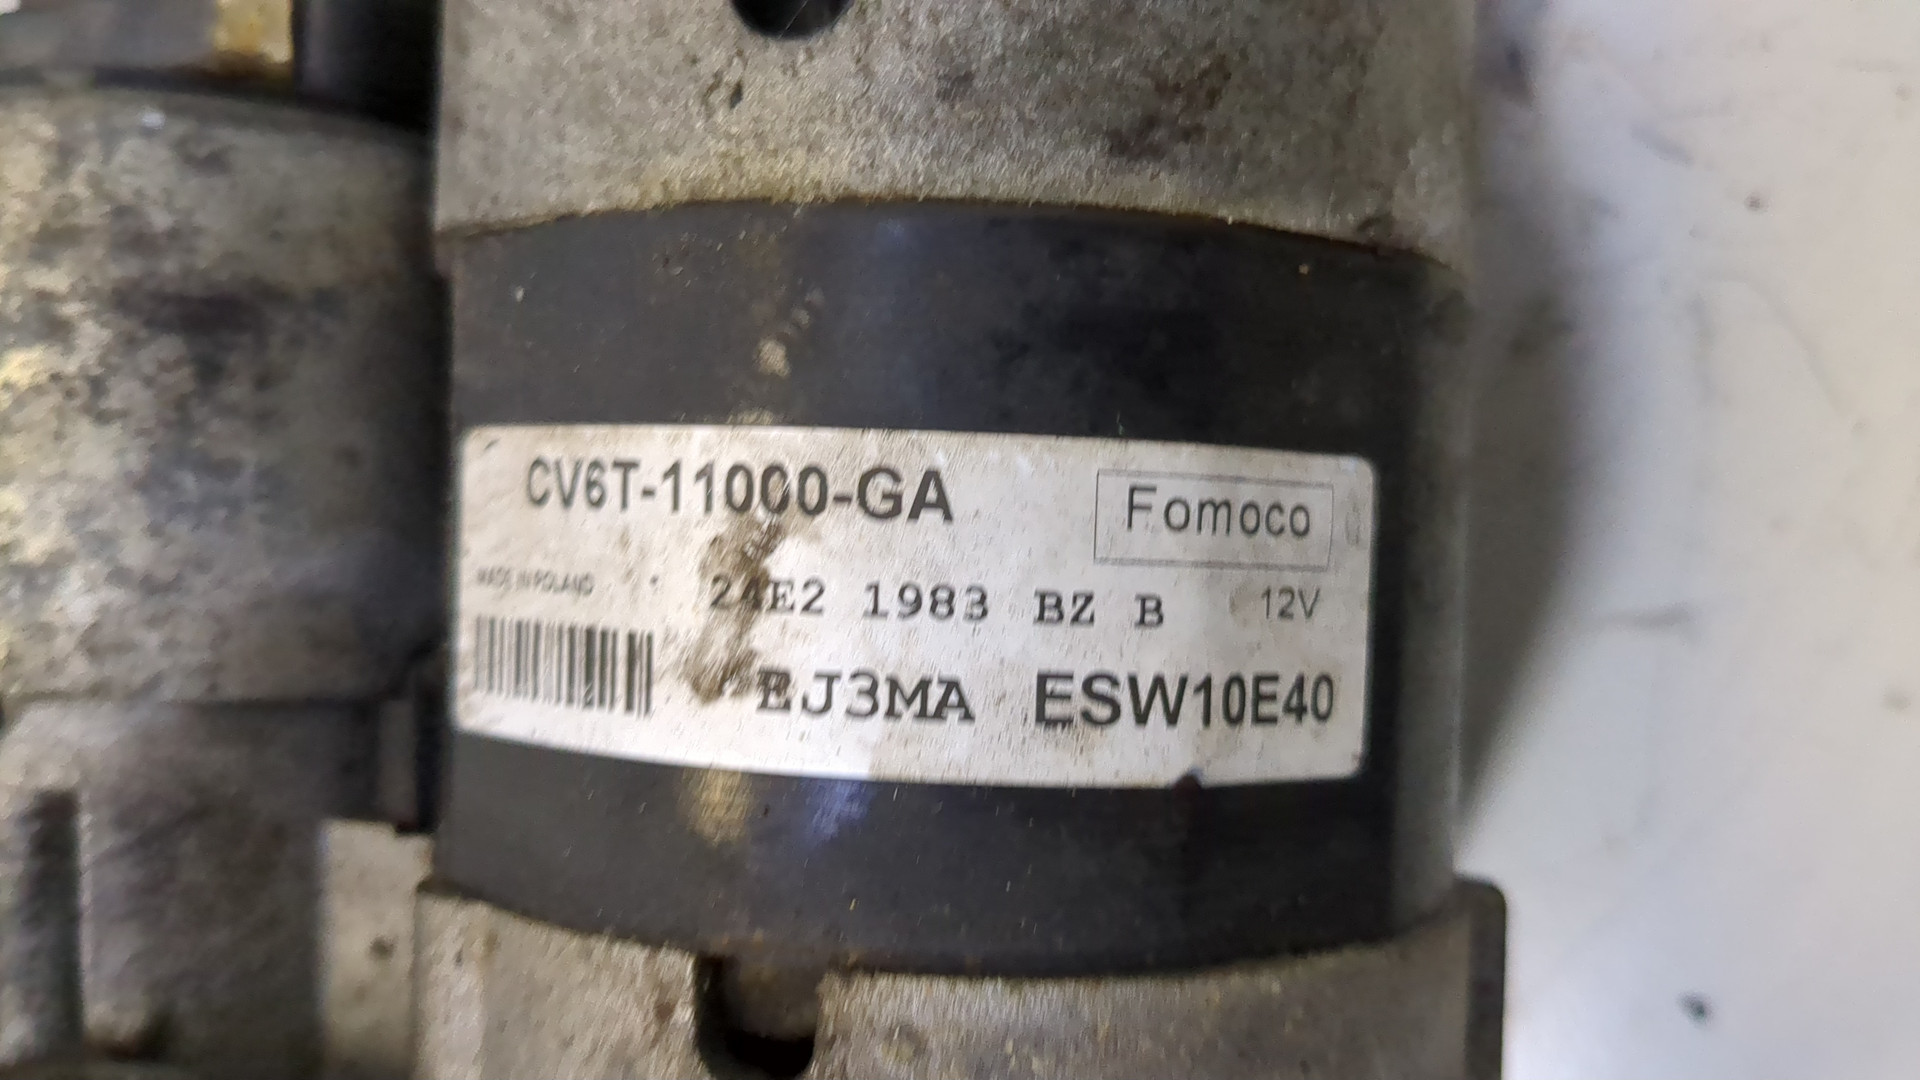 CV6T-11000-GA
Fomoco
MADE IN POLAND
24E2 1983 BZ B 12V
EJ3MA ESW10E40